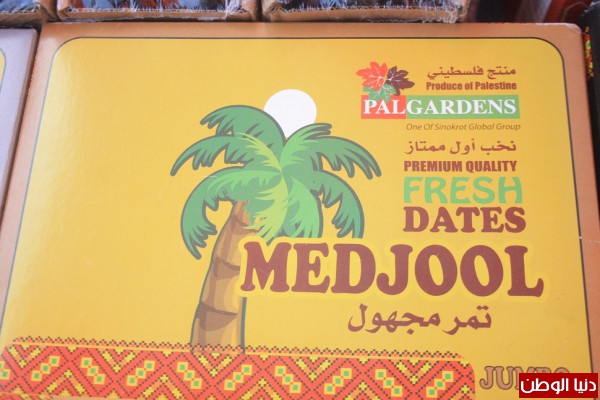 منتج فلسطيني
Produce of Palestine
PALGARDENS
One Of Sinokrot Global Group
نخب أول ممتاز
PREMIUM QUALITY
FRESH
DATES
MEDJOOL
تمر مجهول
JUMBO
دنيا الوطن